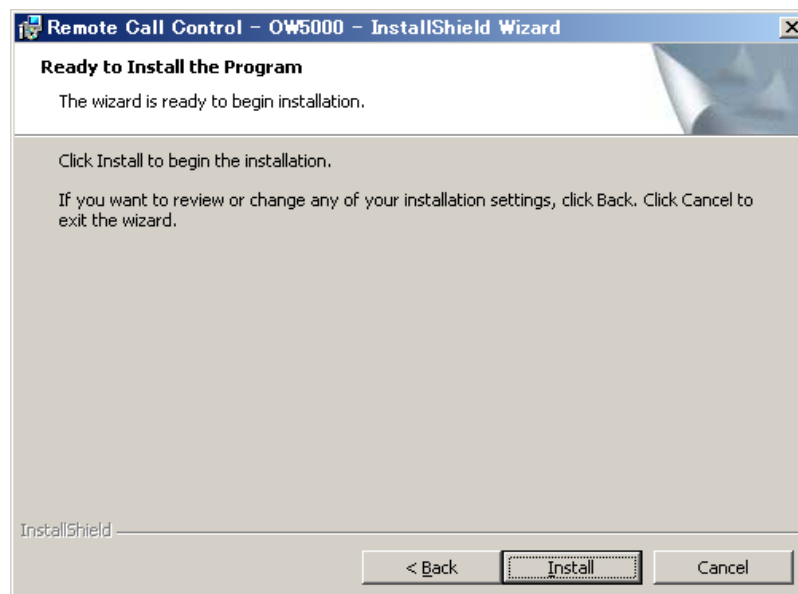 Remote Call Control - OW5000 - InstallShield Wizard
Ready to Install the Program
The wizard is ready to begin installation.
Click Install to begin the installation.
If you want to review or change any of your installation settings, click Back. Click Cancel to
exit the wizard.
InstallShield
< Back
Install
Cancel